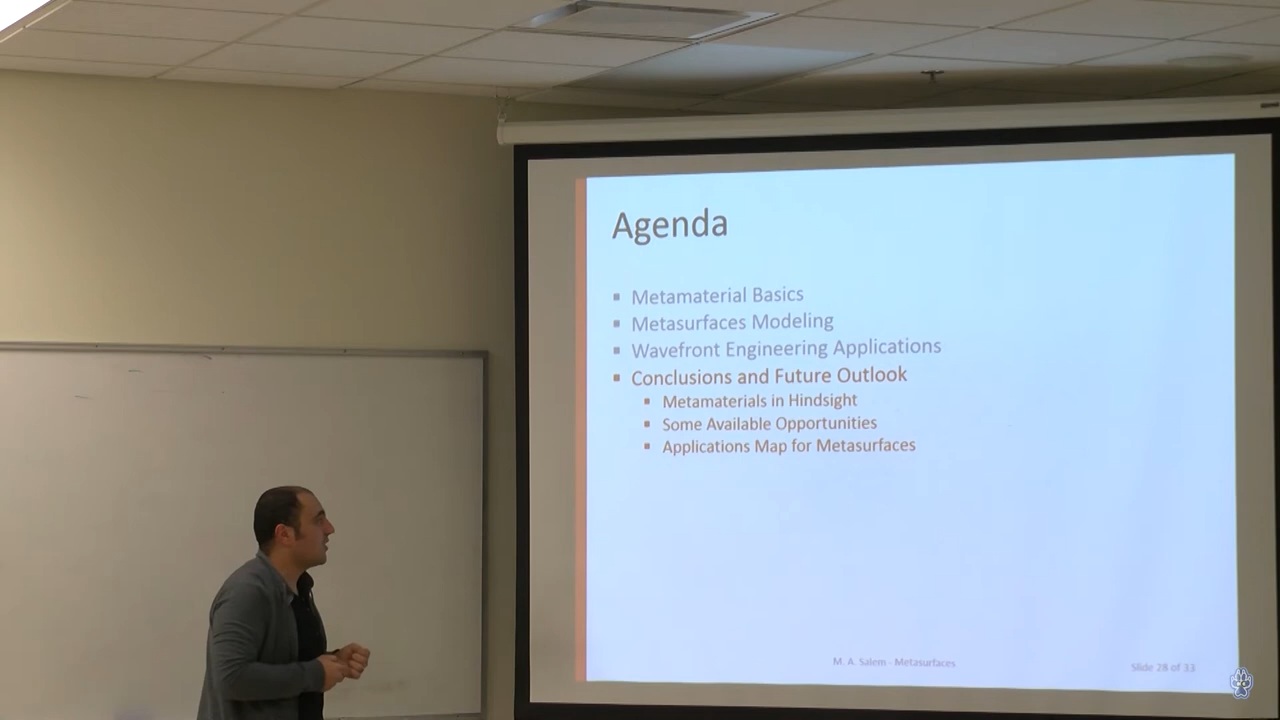 Agenda
▪ Metamaterial Basics
▪ Metasurfaces Modeling
▪ Wavefront Engineering Applications
▪ Conclusions and Future Outlook
▪ Metamaterials in Hindsight
▪ Some Available Opportunities
▪ Applications Map for Metasurfaces
M. A. Salem - Metasurfaces
Slide 28 of 33